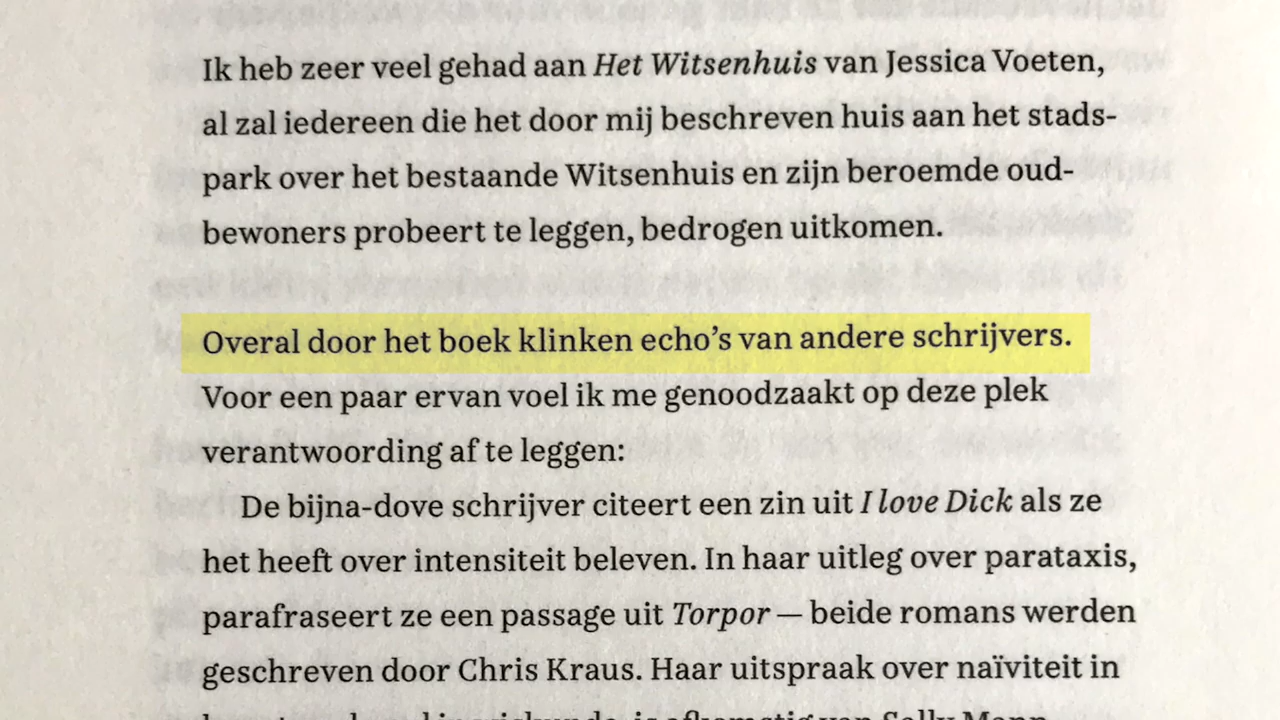 Ik heb zeer veel gehad aan Het Witsenhuis van Jessica Voeten,
al zal iedereen die het door mij beschreven huis aan het stads-
park over het bestaande Witsenhuis en zijn beroemde oud-
bewoners probeert te leggen, bedrogen uitkomen.
Overal door het boek klinken echo’s van andere schrijvers.
Voor een paar ervan voel ik me genoodzaakt op deze plek
verantwoording af te leggen:
De bijna-dove schrijver citeert een zin uit I love Dick als ze
het heeft over intensiteit beleven. In haar uitleg over parataxis,
parafraseert ze een passage uit Torpor — beide romans werden
geschreven door Chris Kraus. Haar uitspraak over naïviteit in
is afkomstig van Sally Mann